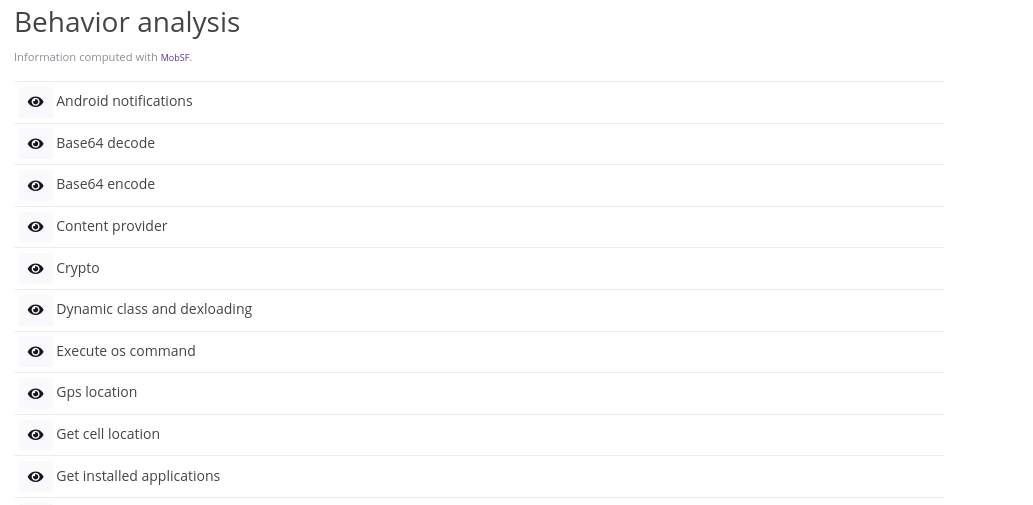 Behavior analysis
Information computed with MobSF.
Android notifications
Base64 decode
Base64 encode
Content provider
Crypto
Dynamic class and dexloading
Execute os command
Gps location
Get cell location
Get installed applications